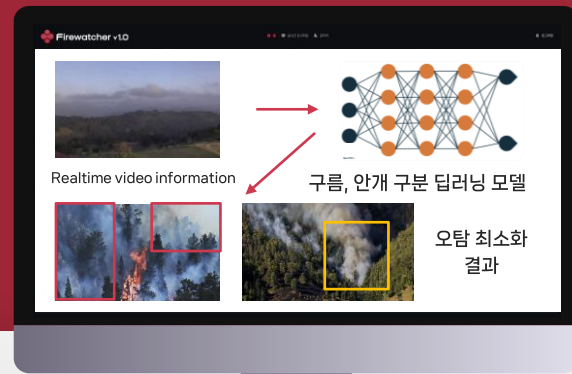 Firewatcher v1.0
Realtime video information
구름, 안개 구분 딥러닝 모델
오탐 최소화
결과